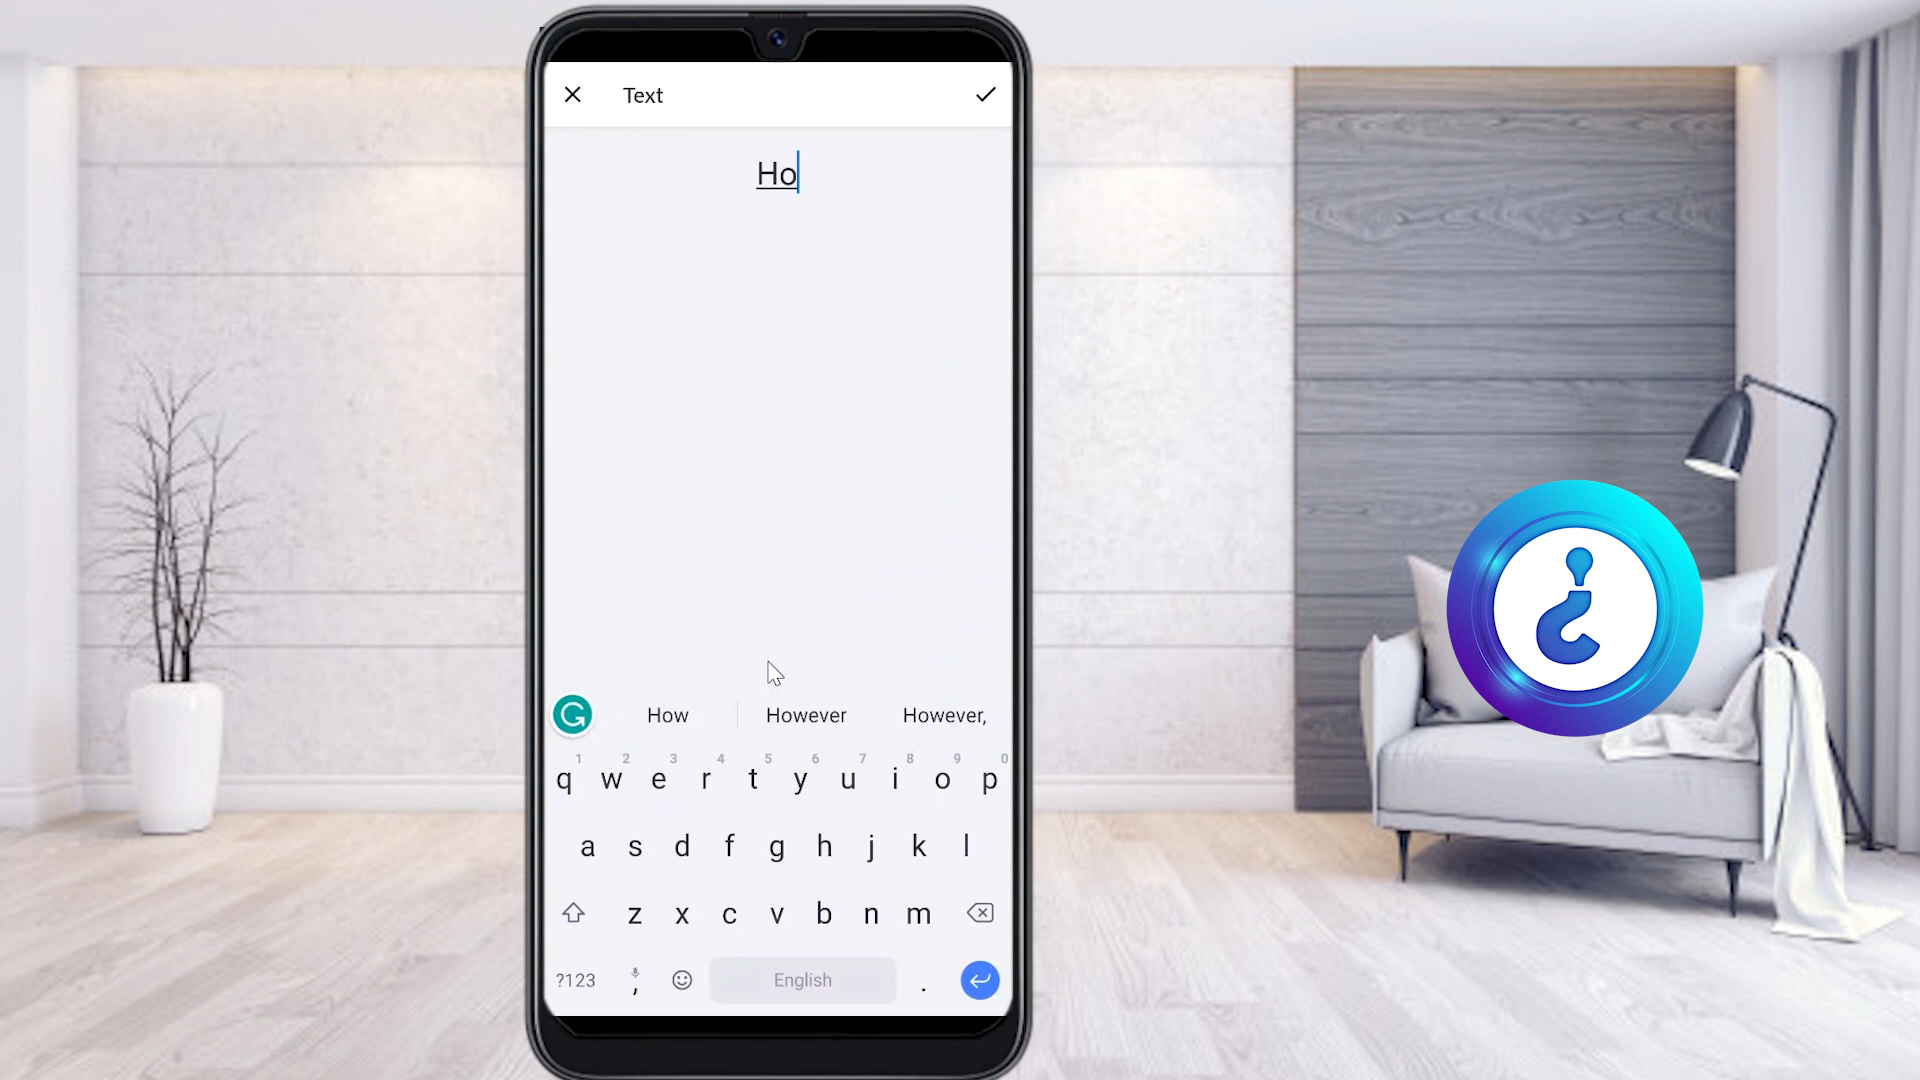 Text
Ho
How However However,
1 2 3 4 5 6 7 8 9 0
q w e r t y u i o p
a s d f g h j k l
z x c v b n m
?123 , English .
¿